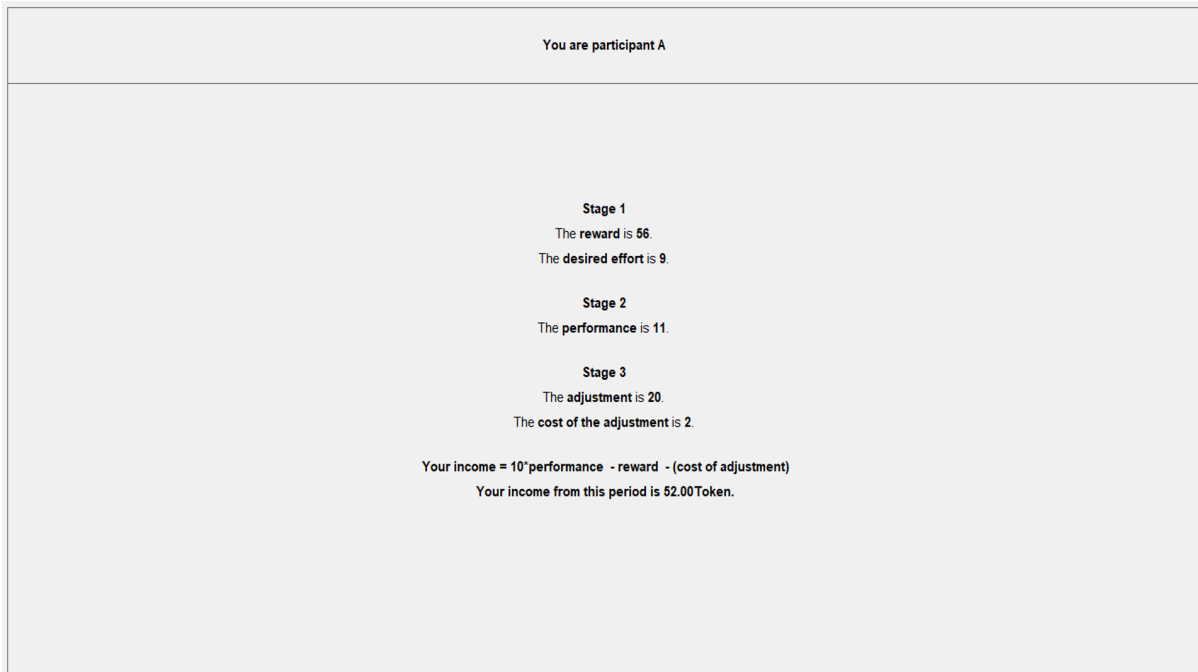 You are participant A
Stage 1
The reward is 56.
The desired effort is 9.
Stage 2
The performance is 11.
Stage 3
The adjustment is 20.
The cost of the adjustment is 2.
Your income = 10*performance - reward - (cost of adjustment)
Your income from this period is 52.00Token.